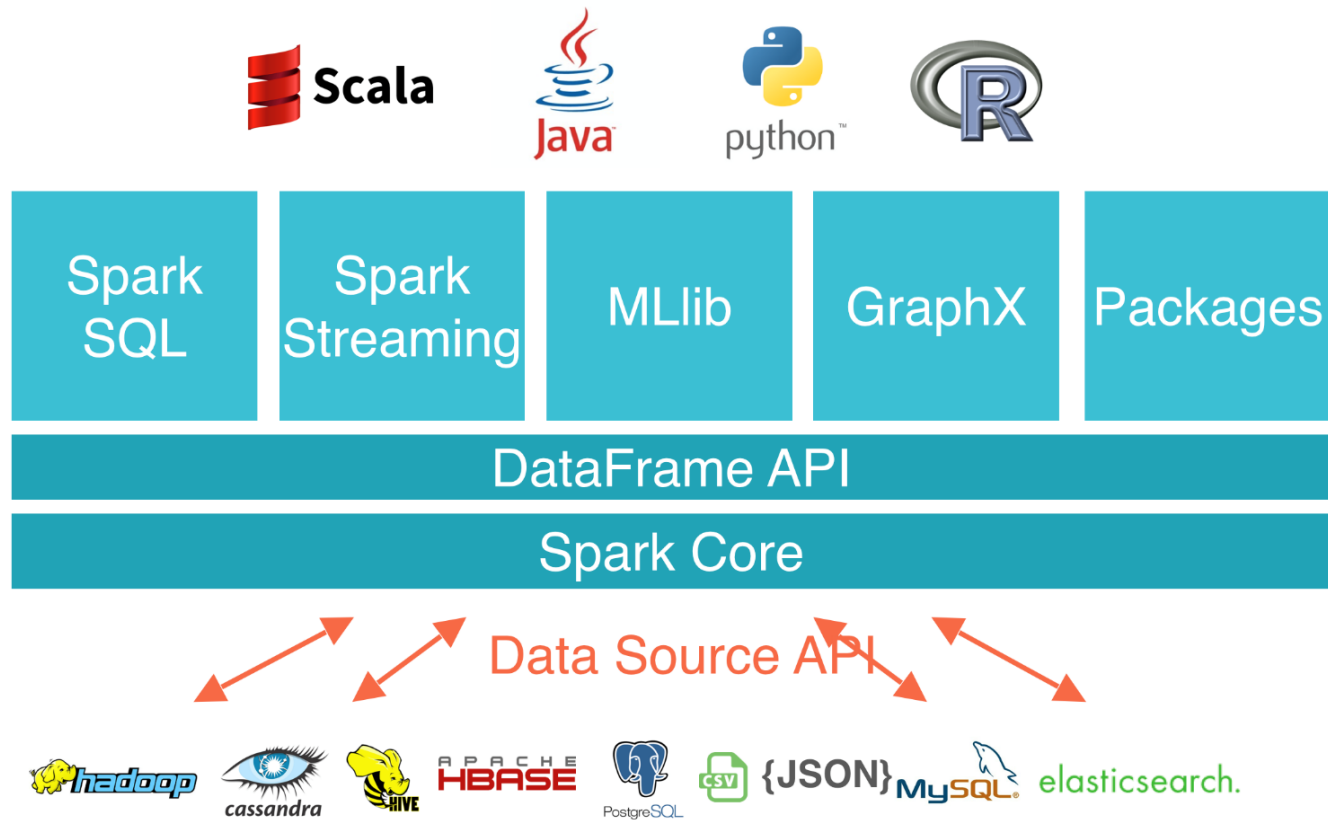 Scala
Java
python™
R
Spark
SQL
Spark
Streaming
MLlib
GraphX
Packages
DataFrame API
Spark Core
Data Source API
hadoop
cassandra
HIVE
APACHE
HBASE
PostgreSQL
CSV
{JSON}
MySQL®
elasticsearch.